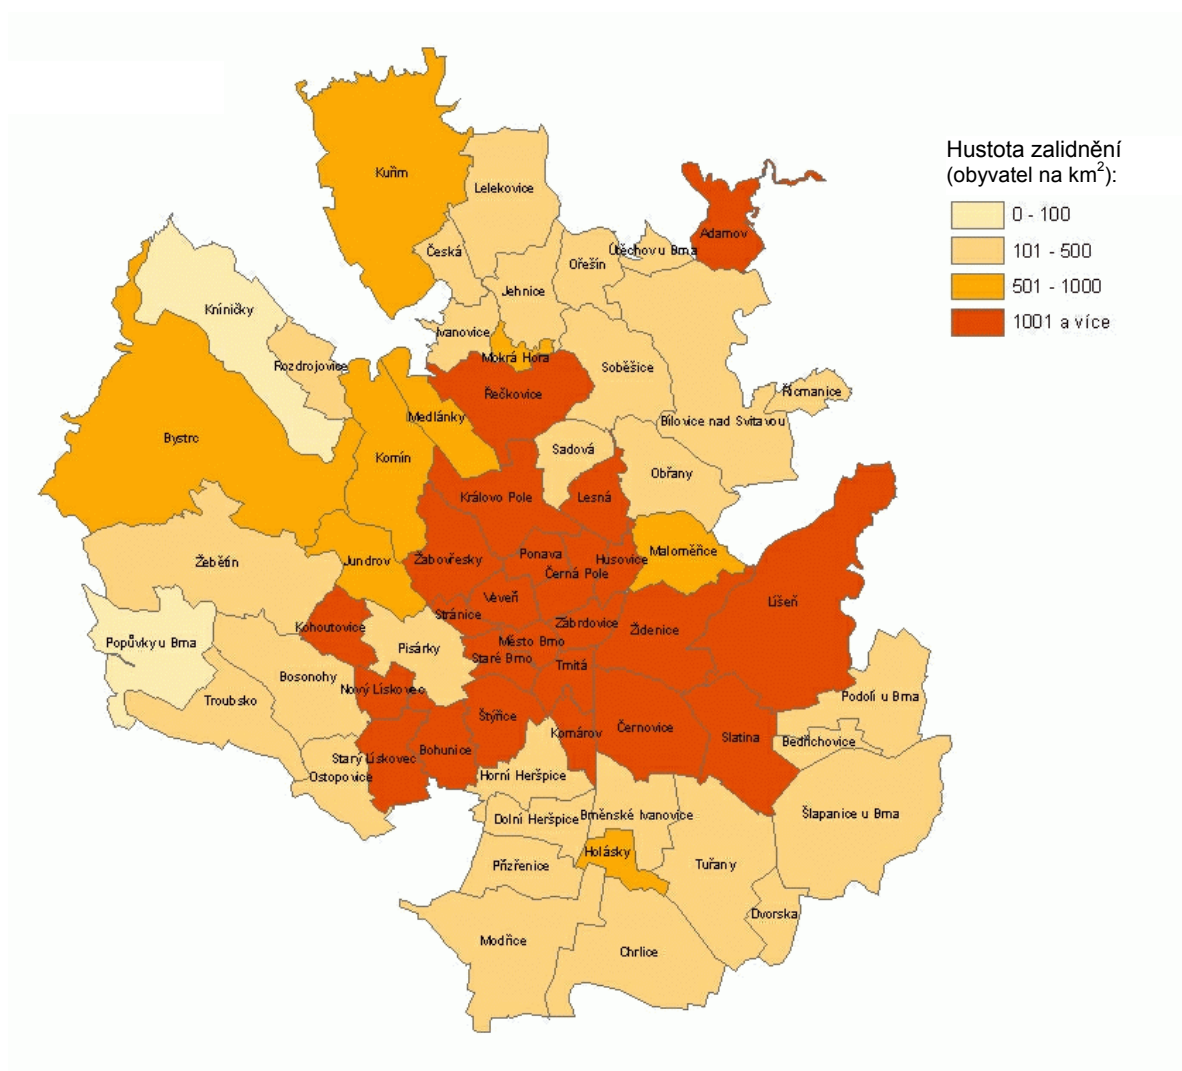 Hustota zalidnění
(obyvatel na km²):
0 - 100
101 - 500
501 - 1000
1001 a více
Kuřim
Lelekovice
Adamov
Česká
Útěchov u Brna
Ořešín
Jehnice
Kníničky
Ivanovice
Mokrá Hora
Rozdrojovice
Soběšice
Řícmanice
Řečkovice
Medlánky
Bílovice nad Svitavou
Bystrc
Sadová
Komín
Obřany
Královo Pole
Lesná
Maloměřice
Ponava
Žabovřesky
Husovice
Jundrov
Žebětín
Černá Pole
Veveří
Líšeň
Stránice
Zábrdovice
Kohoutovice
Židenice
Město Brno
Popůvky u Brna
Pisárky
Staré Brno
Trnitá
Bosonohy
Nový Lískovec
Podolí u Brna
Troubsko
Štýřice
Černovice
Komárov
Slatina
Bedřichovice
Bohunice
Starý Lískovec
Ostopovice
Horní Heršpice
Šlapanice u Brna
Brněnské Ivanovice
Dolní Heršpice
Holásky
Přízřenice
Tuřany
Dvorska
Modřice
Chrlice